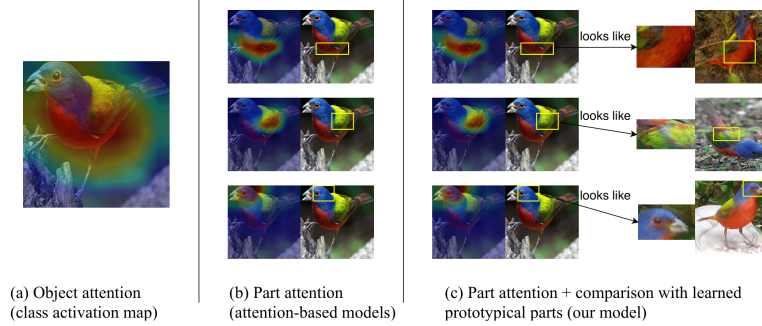 looks like
looks like
looks like
(a) Object attention
(class activation map)
(b) Part attention
(attention-based models)
(c) Part attention + comparison with learned
prototypical parts (our model)